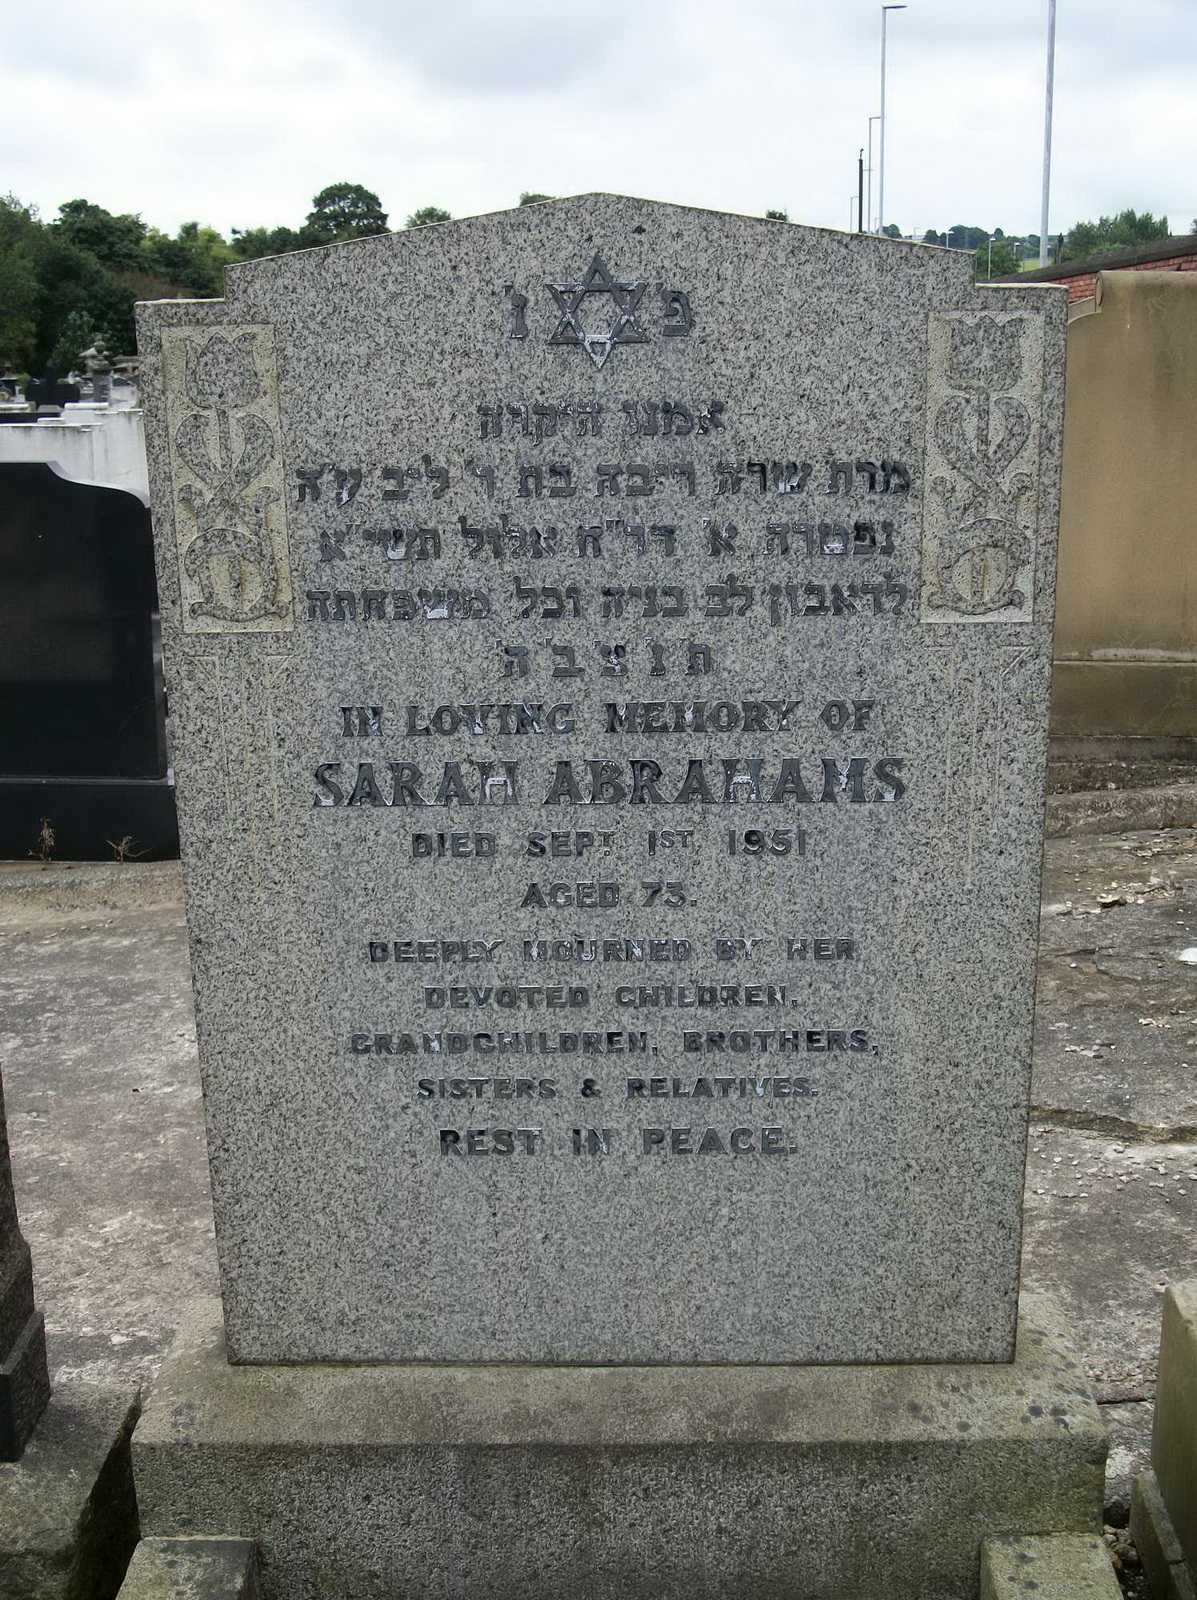 פ' נ'
אמנו היקרה
מרת שרה ריבה בת ר' ליב ע"ה
נפטרה א' דר"ח אלול תשי"א
לדאבון לב בניה וכל משפחתה
ת' נ' צ' ב' ה'
IN LOVING MEMORY OF
SARAH ABRAHAMS
DIED SEPT. 1ST 1951
AGED 73.
DEEPLY MOURNED BY HER
DEVOTED CHILDREN,
GRANDCHILDREN, BROTHERS,
SISTERS & RELATIVES.
REST IN PEACE.